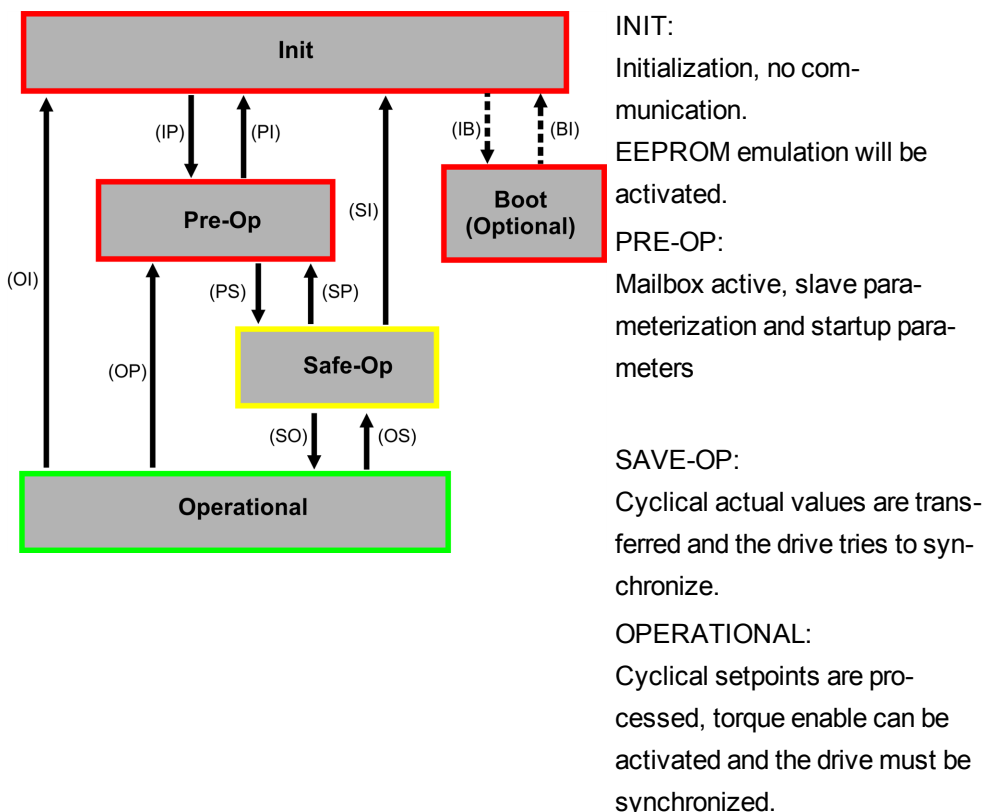 Init
(IP)
(PI)
(IB)
(BI)
Boot
(Optional)
Pre-Op
(SI)
(OI)
(PS)
(SP)
Safe-Op
(OP)
(SO)
(OS)
Operational
INIT:
Initialization, no com-
munication.
EEPROM emulation will be
activated.
PRE-OP:
Mailbox active, slave para-
meterization and startup para-
meters
SAVE-OP:
Cyclical actual values are trans-
ferred and the drive tries to syn-
chronize.
OPERATIONAL:
Cyclical setpoints are pro-
cessed, torque enable can be
activated and the drive must be
synchronized.